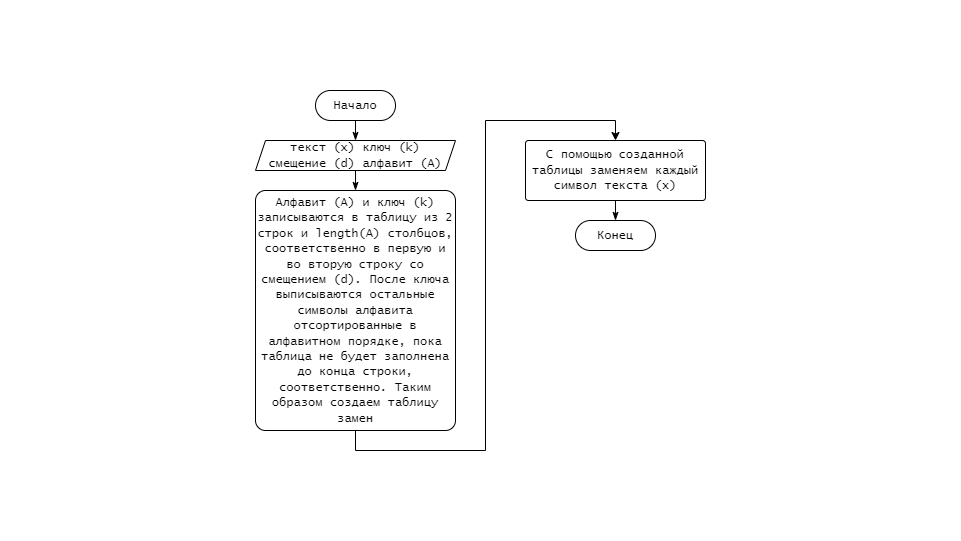 Начало
текст (x) ключ (k)
смещение (d) алфавит (A)
Алфавит (A) и ключ (k)
записываются в таблицу из 2
строк и length(A) столбцов,
соответственно в первую и
во вторую строку со
смещением (d). После ключа
выписываются остальные
символы алфавита
отсортированные в
алфавитном порядке, пока
таблица не будет заполнена
до конца строки,
соответственно. Таким
образом создаем таблицу
замен
С помощью созданной
таблицы заменяем каждый
символ текста (x)
Конец